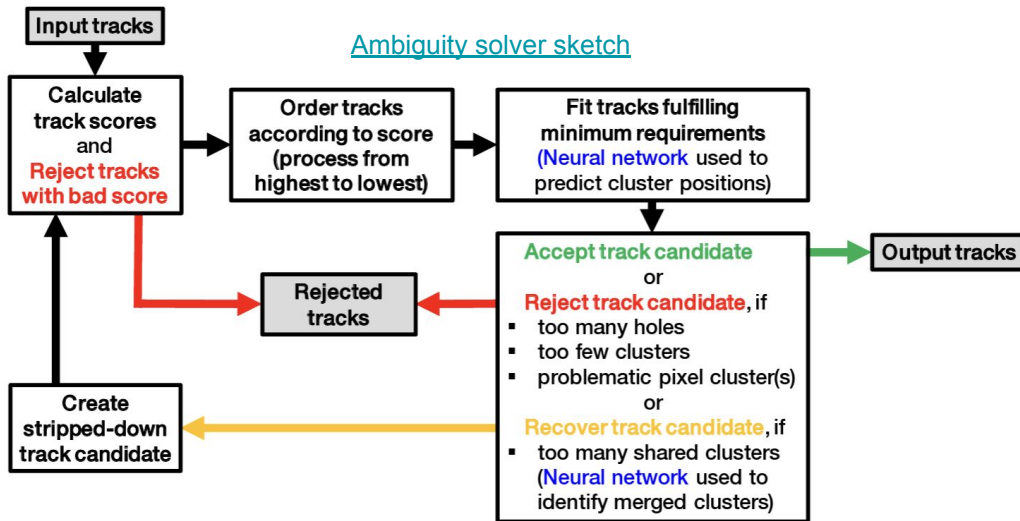 Input tracks
Ambiguity solver sketch
Calculate
track scores
and
Reject tracks
with bad score
Order tracks
according to score
(process from
highest to lowest)
Fit tracks fulfilling
minimum requirements
(Neural network used to
predict cluster positions)
Accept track candidate
or
Reject track candidate, if
▪ too many holes
▪ too few clusters
▪ problematic pixel cluster(s)
or
Recover track candidate, if
▪ too many shared clusters
(Neural network used to
identify merged clusters)
Output tracks
Rejected
tracks
Create
stripped-down
track candidate